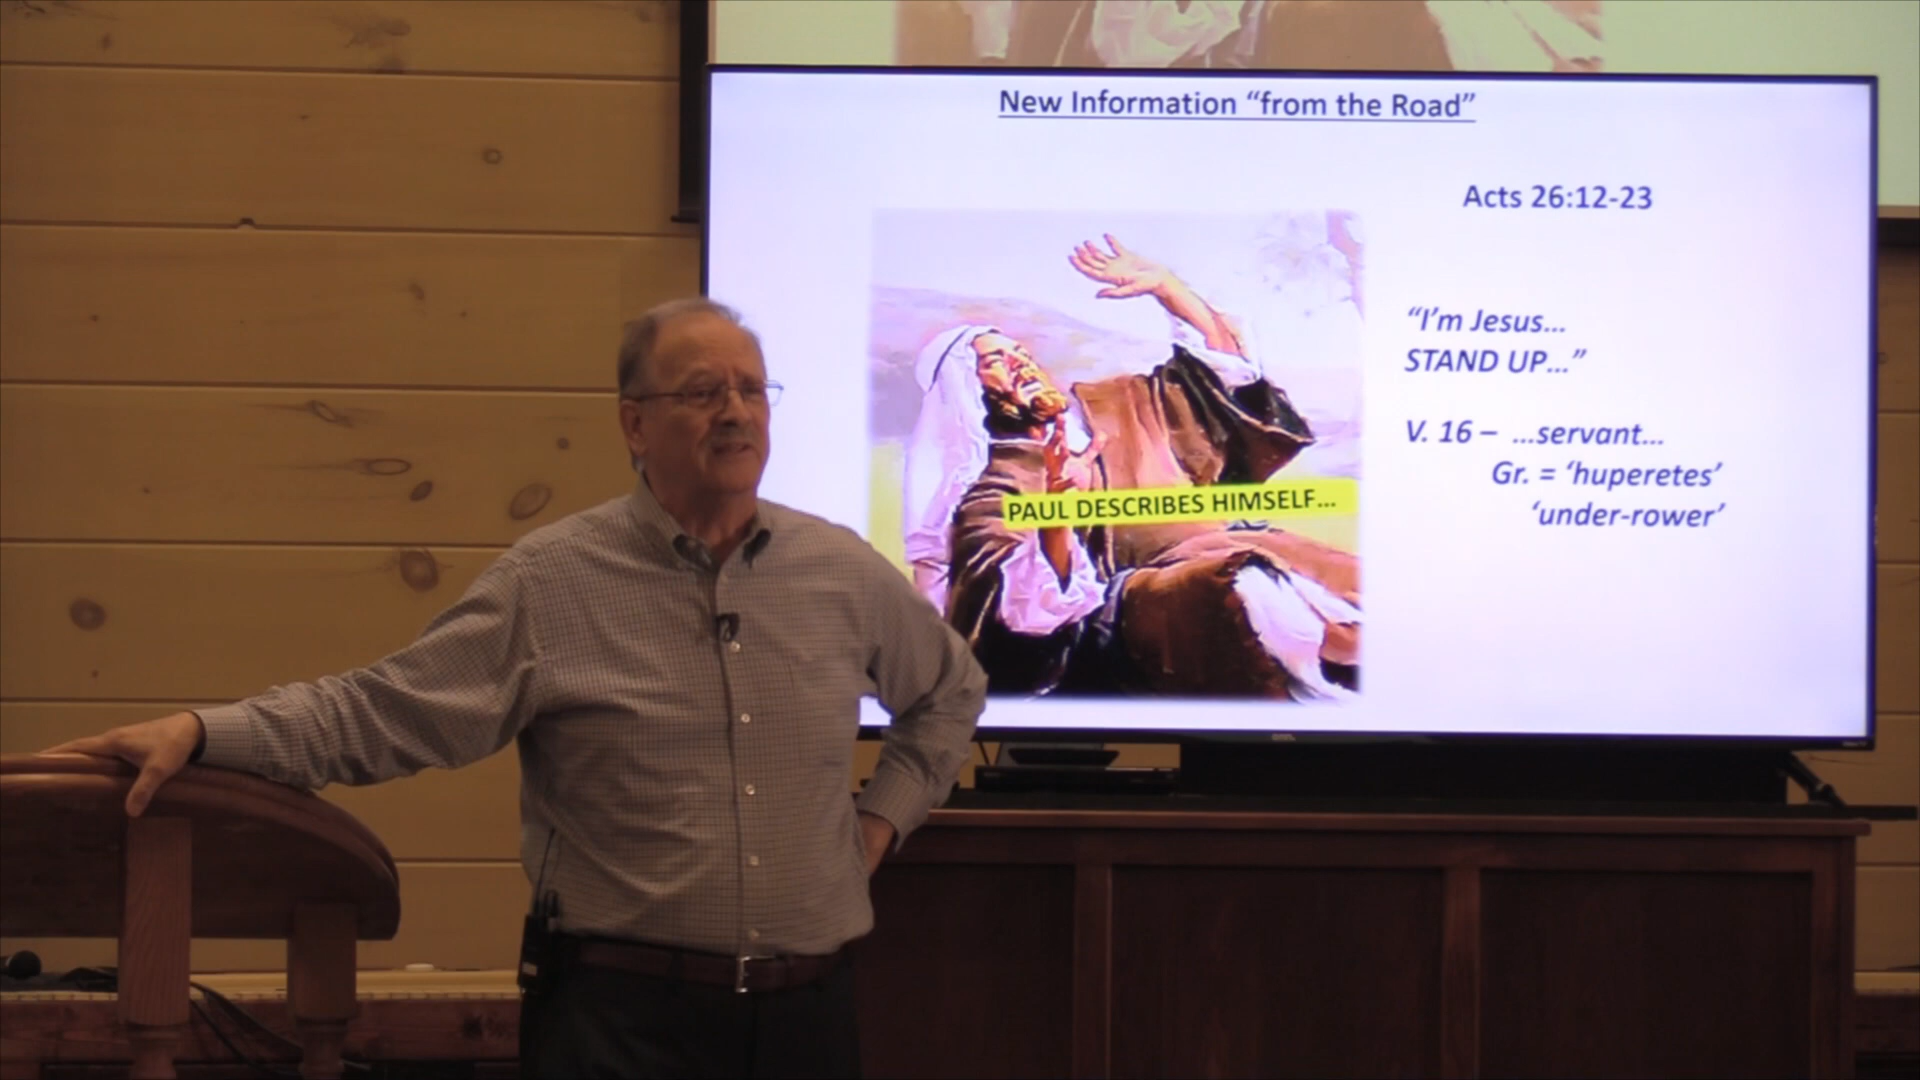 New Information “from the Road”
Acts 26:12-23
“I’m Jesus...
STAND UP...”
V. 16 – ...servant...
Gr. = ‘huperetes’
‘under-rower’
PAUL DESCRIBES HIMSELF...